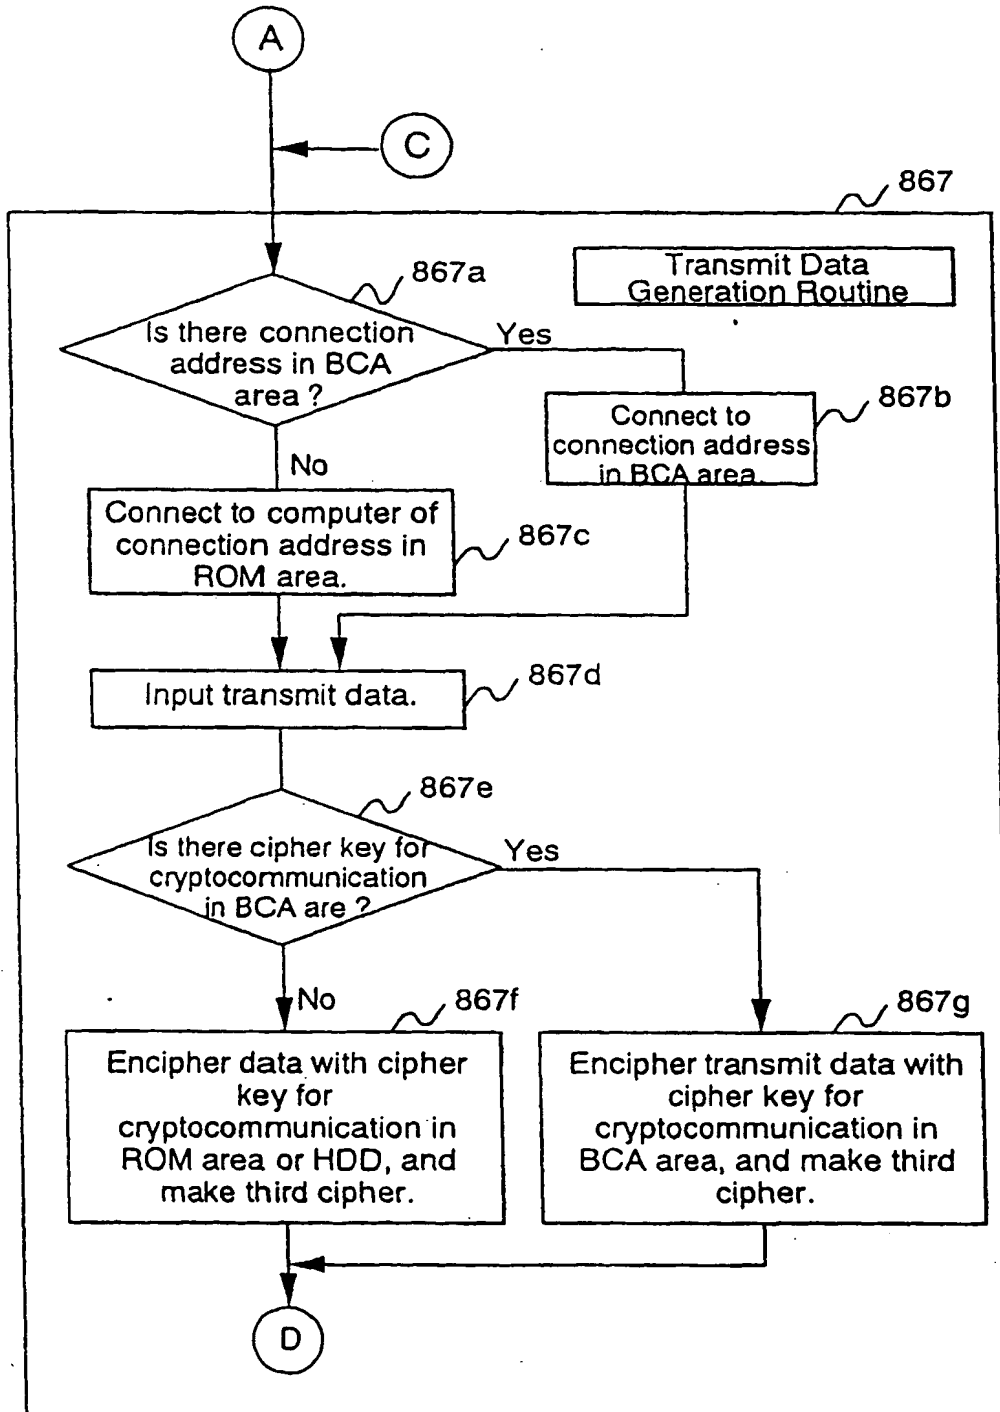 A
C
867
Transmit Data
Generation Routine
867a
Is there connection
address in BCA
area ?
Yes
867b
Connect to
connection address
in BCA area.
No
Connect to computer of
connection address in
ROM area.
867c
Input transmit data.
867d
867e
Is there cipher key for
cryptocommunication
in BCA are ?
Yes
No
867f
Encipher data with cipher
key for
cryptocommunication in
ROM area or HDD, and
make third cipher.
867g
Encipher transmit data with
cipher key for
cryptocommunication in
BCA area, and make third
cipher.
D